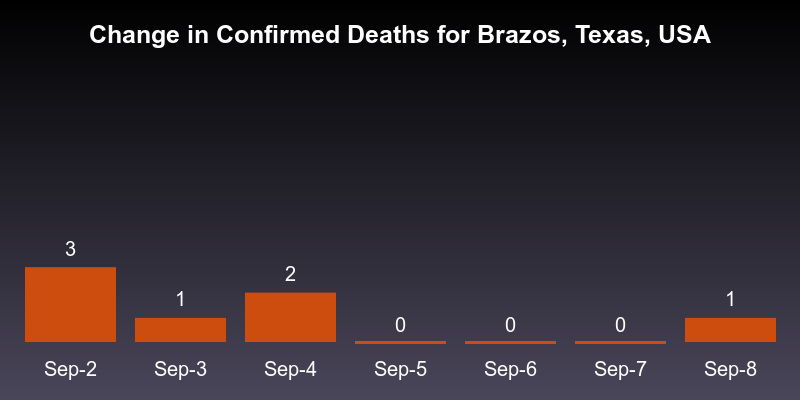 Change in Confirmed Deaths for Brazos, Texas, USA
3
1
2
0
0
0
1
Sep-2
Sep-3
Sep-4
Sep-5
Sep-6
Sep-7
Sep-8